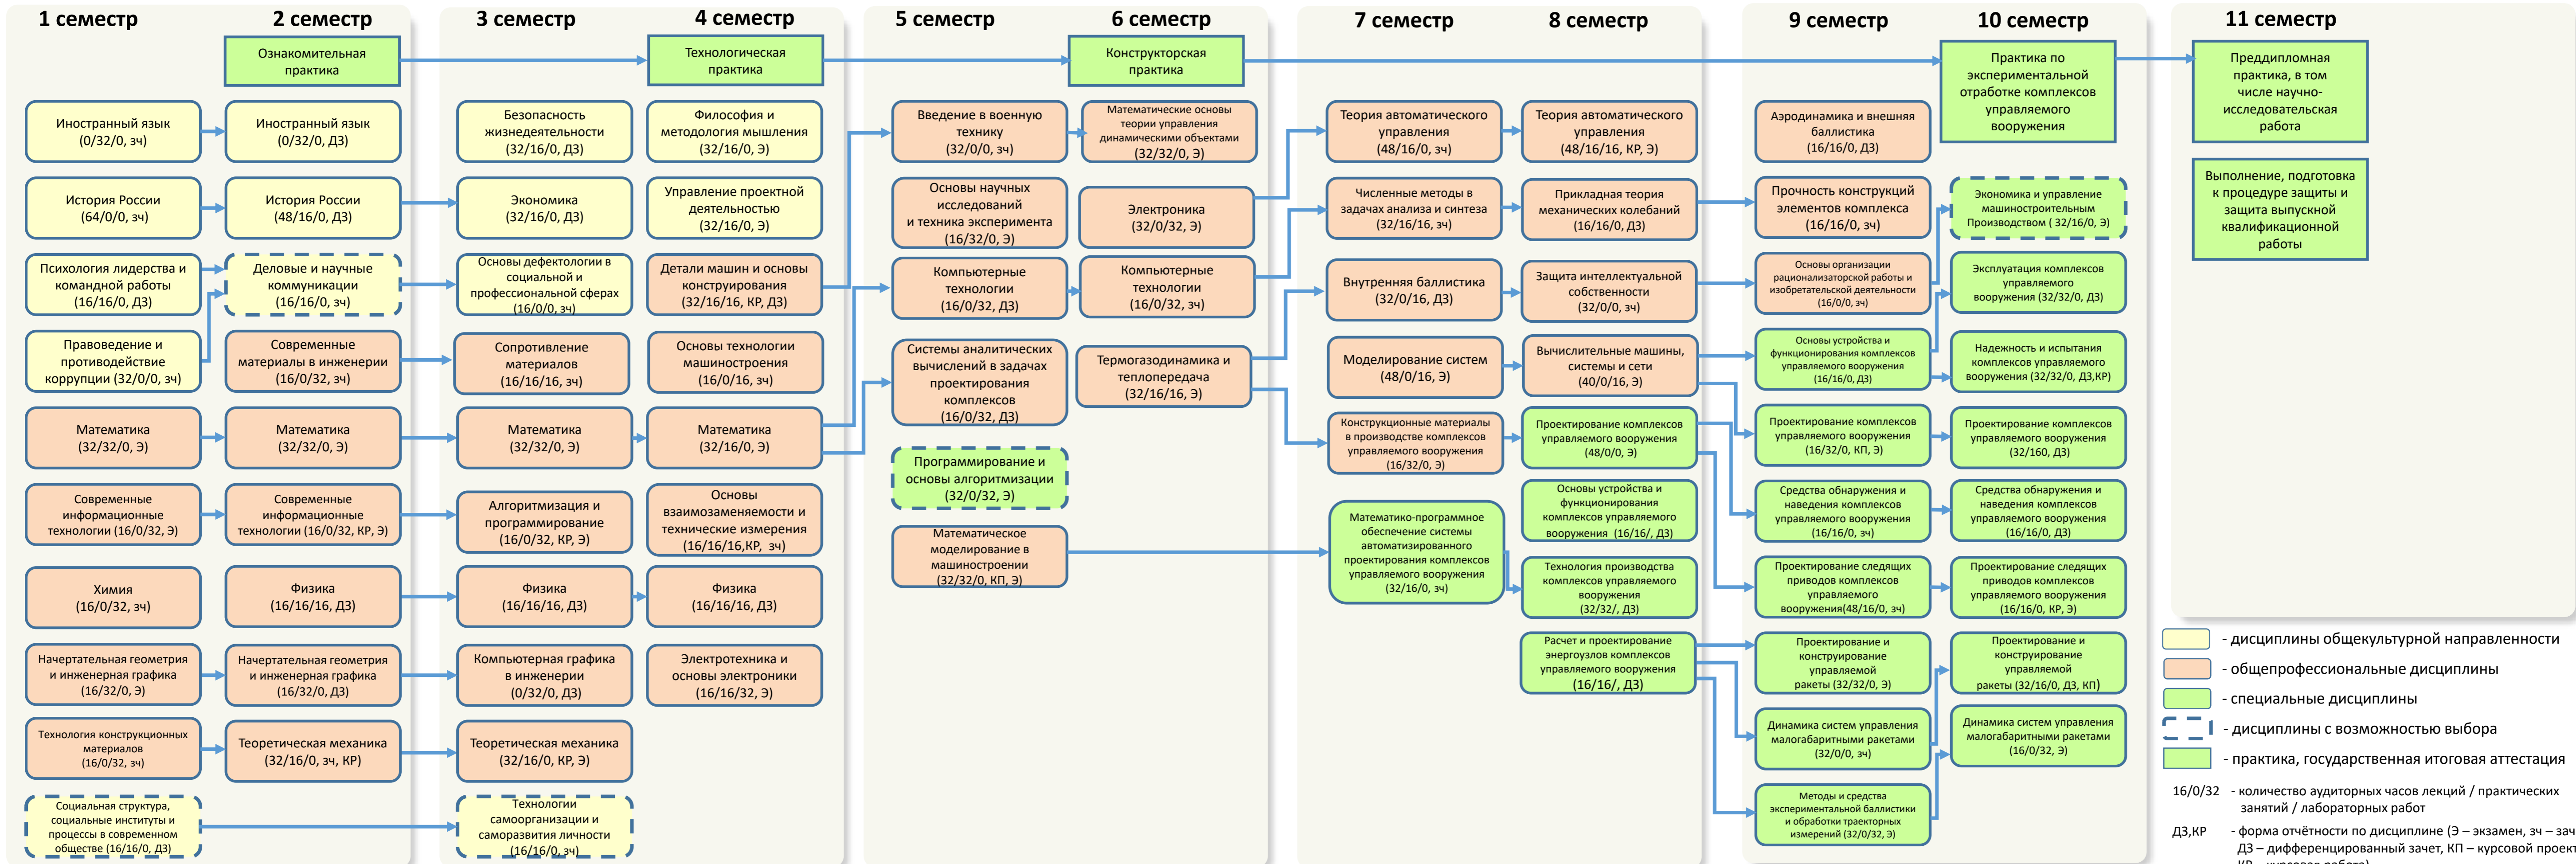 1 семестр
2 семестр
3 семестр
4 семестр
5 семестр
6 семестр
7 семестр
8 семестр
9 семестр
10 семестр
11 семестр
Ознакомительная
практика
Технологическая
практика
Конструкторская
практика
Практика по
экспериментальной
отработке комплексов
управляемого
вооружения
Преддипломная
практика, в том
числе научно-
исследовательская
работа
Иностранный язык
(0/32/0, зч)
История России
(64/0/0, зч)
Психология лидерства и
командной работы
(16/16/0, ДЗ)
Правоведение и
противодействие
коррупции (32/0/0, зч)
Математика
(32/32/0, Э)
Современные
информационные
технологии (16/0/32, Э)
Химия
(16/0/32, зч)
Начертательная геометрия
и инженерная графика
(16/32/0, Э)
Технология конструкционных
материалов
(16/0/32, зч)
Социальная структура,
социальные институты и
процессы в современном
обществе (16/16/0, ДЗ)
Иностранный язык
(0/32/0, ДЗ)
История России
(48/16/0, ДЗ)
Деловые и научные
коммуникации
(16/16/0, зч)
Современные
материалы в инженерии
(16/0/32, зч)
Математика
(32/32/0, Э)
Современные
информационные
технологии (16/0/32, КР, Э)
Физика
(16/16/16, ДЗ)
Начертательная геометрия
и инженерная графика
(16/32/0, ДЗ)
Теоретическая механика
(32/16/0, зч, КР)
Безопасность
жизнедеятельности
(32/16/0, ДЗ)
Экономика
(32/16/0, ДЗ)
Основы дефектологии в
социальной и
профессиональной сферах
(16/0/0, зч)
Сопротивление
материалов
(16/16/16, зч)
Математика
(32/32/0, Э)
Алгоритмизация и
программирование
(16/0/32, КР, Э)
Физика
(16/16/16, ДЗ)
Компьютерная графика
в инженерии
(0/32/0, ДЗ)
Теоретическая механика
(32/16/0, КР, Э)
Технологии
самоорганизации и
саморазвития личности
(16/16/0, зч)
Философия и
методология мышления
(32/16/0, Э)
Управление проектной
деятельностью
(32/16/0, Э)
Детали машин и основы
конструирования
(32/16/16, КР, ДЗ)
Основы технологии
машиностроения
(16/0/16, зч)
Математика
(32/16/0, Э)
Основы
взаимозаменяемости и
технические измерения
(16/16/16,КР, зч)
Физика
(16/16/16, ДЗ)
Электротехника и
основы электроники
(16/16/32, Э)
Введение в военную
технику
(32/0/0, зч)
Основы научных
исследований
и техника эксперимента
(16/32/0, Э)
Компьютерные
технологии
(16/0/32, ДЗ)
Системы аналитических
вычислений в задачах
проектирования
комплексов
(16/0/32, ДЗ)
Программирование и
основы алгоритмизации
(32/0/32, Э)
Математическое
моделирование в
машиностроении
(32/32/0, КП, Э)
Математические основы
теории управления
динамическими объектами
(32/32/0, Э)
Электроника
(32/0/32, Э)
Компьютерные
технологии
(16/0/32, зч)
Термогазодинамика и
теплопередача
(32/16/16, Э)
Теория автоматического
управления
(48/16/0, зч)
Численные методы в
задачах анализа и синтеза
(32/16/16, зч)
Внутренняя баллистика
(32/0/16, ДЗ)
Моделирование систем
(48/0/16, Э)
Конструкционные материалы
в производстве комплексов
управляемого вооружения
(16/32/0, Э)
Математико-программное
обеспечение системы
автоматизированного
проектирования комплексов
управляемого вооружения
(32/16/0, зч)
Теория автоматического
управления
(48/16/16, КР, Э)
Прикладная теория
механических колебаний
(16/16/0, ДЗ)
Защита интеллектуальной
собственности
(32/0/0, зч)
Вычислительные машины,
системы и сети
(40/0/16, Э)
Проектирование комплексов
управляемого вооружения
(48/0/0, Э)
Основы устройства и
функционирования
комплексов управляемого
вооружения (16/16/, ДЗ)
Технология производства
комплексов управляемого
вооружения
(32/32/, ДЗ)
Расчет и проектирование
энергоузлов комплексов
управляемого вооружения
(16/16/, ДЗ)
Аэродинамика и внешняя
баллистика
(16/16/0, ДЗ)
Прочность конструкций
элементов комплекса
(16/16/0, зч)
Основы организации
рационализаторской работы и
изобретательской деятельности
(16/0/0, зч)
Основы устройства и
функционирования комплексов
управляемого вооружения
(16/16/0, ДЗ)
Проектирование комплексов
управляемого вооружения
(16/32/0, КП, Э)
Средства обнаружения и
наведения комплексов
управляемого вооружения
(16/16/0, зч)
Проектирование следящих
приводов комплексов
управляемого
вооружения(48/16/0, зч)
Проектирование и
конструирование
управляемой
ракеты (32/32/0, Э)
Динамика систем управления
малогабаритными ракетами
(32/0/0, зч)
Методы и средства
экспериментальной баллистики
и обработки траекторных
измерений (32/0/32, Э)
Экономика и управление
машиностроительным
Производством ( 32/16/0, Э)
Эксплуатация комплексов
управляемого
вооружения (32/32/0, ДЗ)
Надежность и испытания
комплексов управляемого
вооружения (32/32/0, ДЗ,КР)
Проектирование комплексов
управляемого вооружения
(32/160, ДЗ)
Средства обнаружения и
наведения комплексов
управляемого вооружения
(16/16/0, ДЗ)
Проектирование следящих
приводов комплексов
управляемого вооружения
(16/16/0, КР, Э)
Проектирование и
конструирование
управляемой
ракеты (32/16/0, ДЗ, КП)
Динамика систем управления
малогабаритными ракетами
(16/0/32, Э)
Выполнение, подготовка
к процедуре защиты и
защита выпускной
квалификационной
работы
- дисциплины общекультурной направленности
- общепрофессиональные дисциплины
- специальные дисциплины
- дисциплины с возможностью выбора
- практика, государственная итоговая аттестация
16/0/32 - количество аудиторных часов лекций / практических
занятий / лабораторных работ
ДЗ,КР - форма отчётности по дисциплине (Э – экзамен, зч – зач
ДЗ – дифференцированный зачет, КП – курсовой проект
КР – курсовая работа)